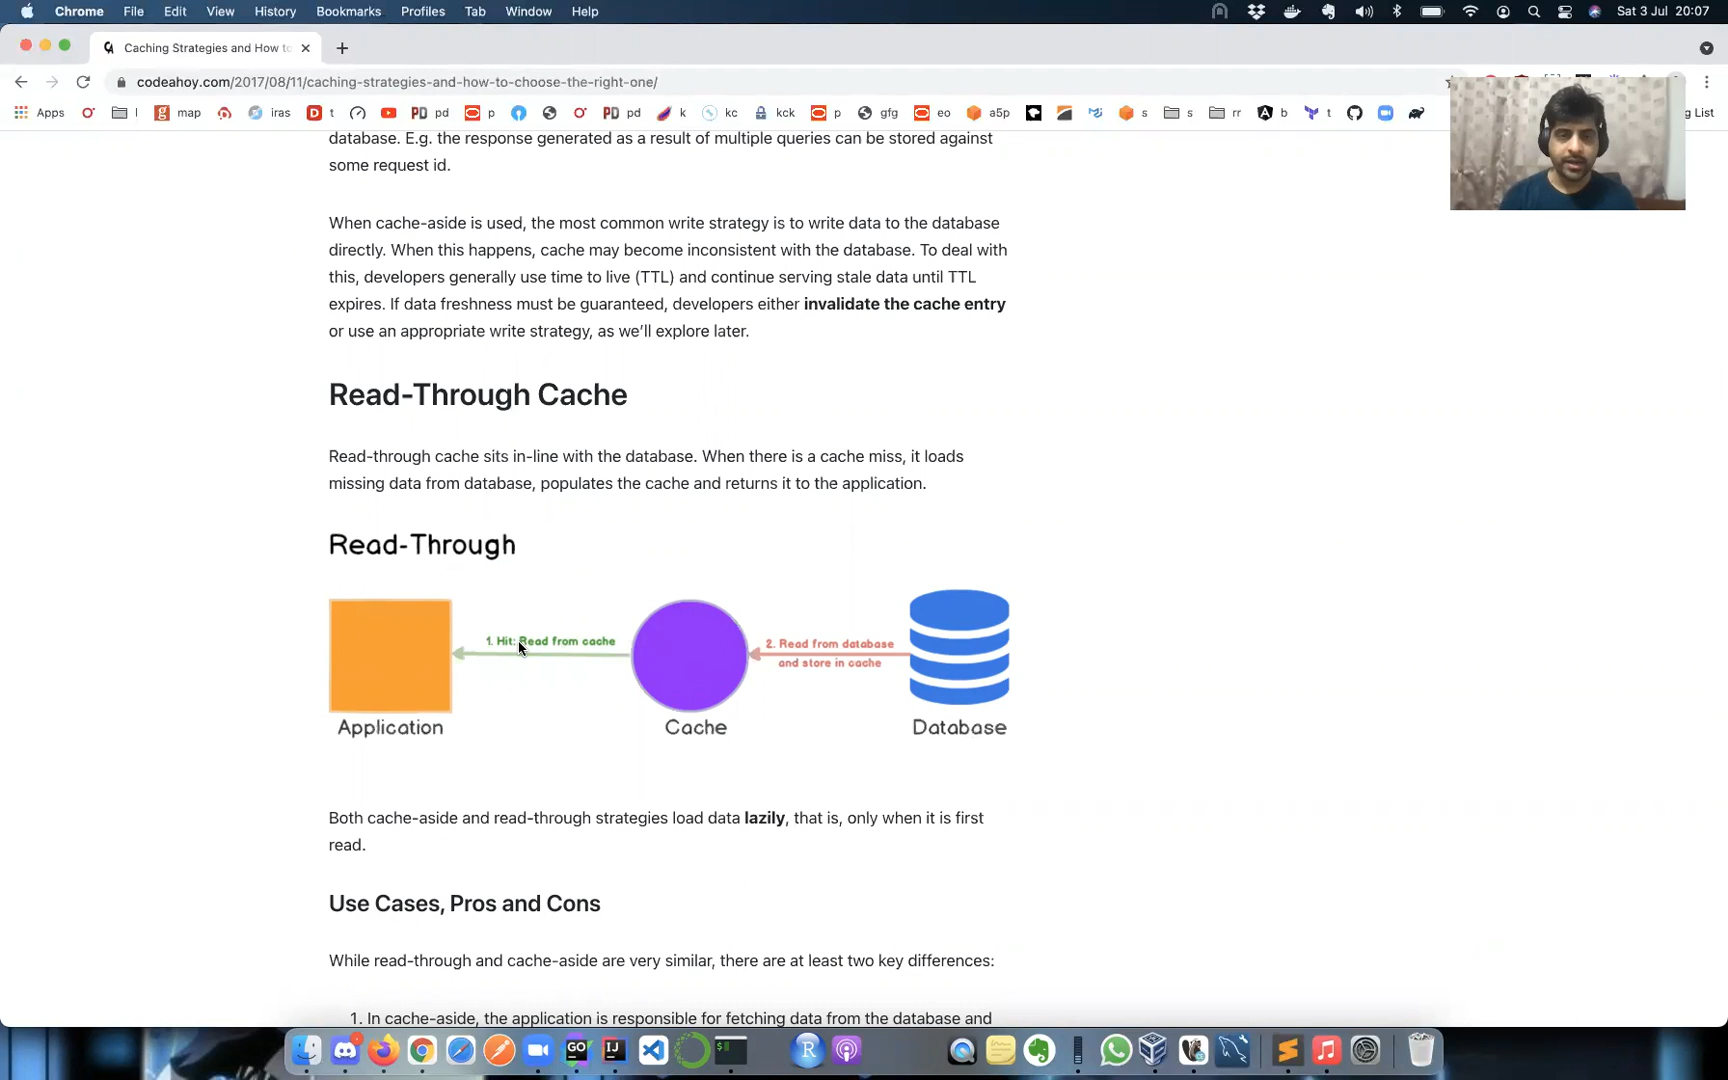 Chrome File Edit View History Bookmarks Profiles Tab Window Help Sat 3 Jul 20:07
Caching Strategies and How to
codeahoy.com/2017/08/11/caching-strategies-and-how-to-choose-the-right-one/
Apps l map iras t pd p pd k kc kck p gfg eo a5p s s rr b t g List
database. E.g. the response generated as a result of multiple queries can be stored against
some request id.
When cache-aside is used, the most common write strategy is to write data to the database
directly. When this happens, cache may become inconsistent with the database. To deal with
this, developers generally use time to live (TTL) and continue serving stale data until TTL
expires. If data freshness must be guaranteed, developers either invalidate the cache entry
or use an appropriate write strategy, as we’ll explore later.
Read-Through Cache
Read-through cache sits in-line with the database. When there is a cache miss, it loads
missing data from database, populates the cache and returns it to the application.
Read-Through
1. Hit: Read from cache
2. Read from database
and store in cache
Application Cache Database
Both cache-aside and read-through strategies load data lazily, that is, only when it is first
read.
Use Cases, Pros and Cons
While read-through and cache-aside are very similar, there are at least two key differences:
1. In cache-aside, the application is responsible for fetching data from the database and